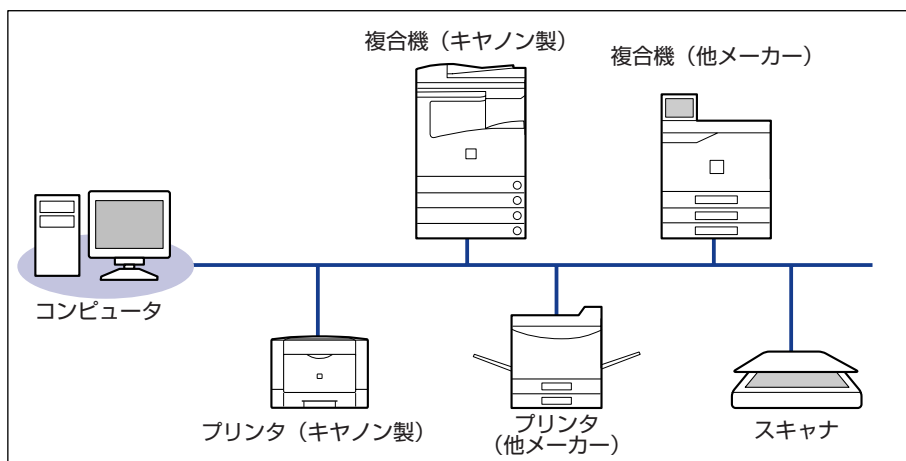 複合機（キヤノン製）
複合機（他メーカー）
コンピュータ
プリンタ（キヤノン製）
プリンタ
（他メーカー）
スキャナ